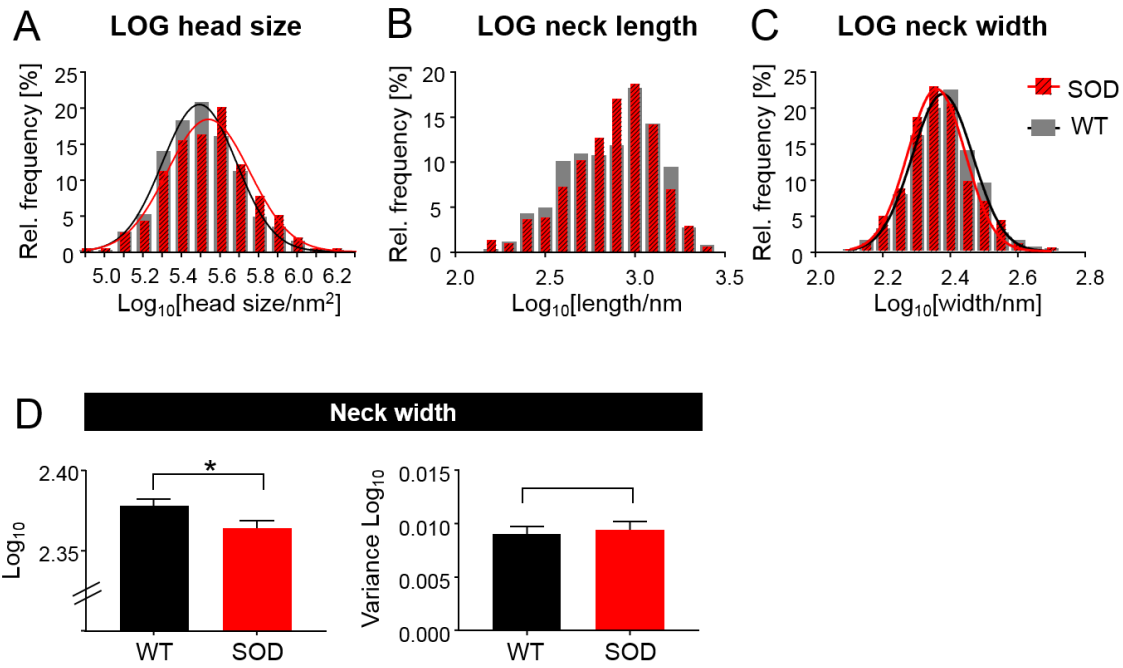 A LOG head size
Rel. frequency [%]
25
20
15
10
5
0
5.0 5.2 5.4 5.6 5.8 6.0 6.2
Log₁₀[head size/nm²]
B LOG neck length
Rel. frequency [%]
20
15
10
5
0
2.0 2.5 3.0 3.5
Log₁₀[length/nm
C LOG neck width
Rel. frequency [%]
25
20
15
10
5
0
2.0 2.2 2.4 2.6 2.8
Log₁₀[width/nm]
SOD
WT
D Neck width
Log₁₀
2.40
2.35
*
WT SOD
Variance Log₁₀
0.015
0.010
0.005
0.000
WT SOD